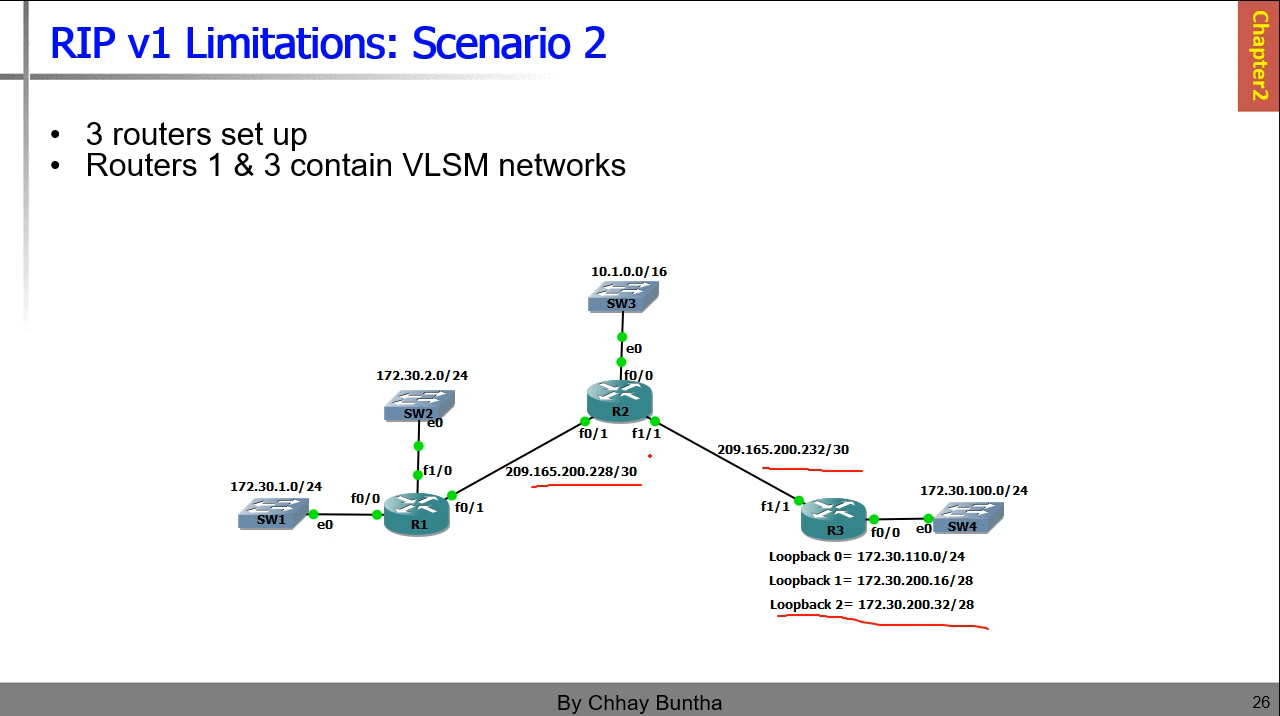 RIP v1 Limitations: Scenario 2
Chapter2
• 3 routers set up
• Routers 1 & 3 contain VLSM networks
10.1.0.0/16
SW3
e0
f0/0
172.30.2.0/24
SW2
e0
R2
f0/1
f1/1
209.165.200.232/30
f1/0
209.165.200.228/30
172.30.1.0/24
f0/0
f0/1
SW1
e0
R1
172.30.100.0/24
f1/1
R3
f0/0
e0
SW4
Loopback 0= 172.30.110.0/24
Loopback 1= 172.30.200.16/28
Loopback 2= 172.30.200.32/28
By Chhay Buntha
26